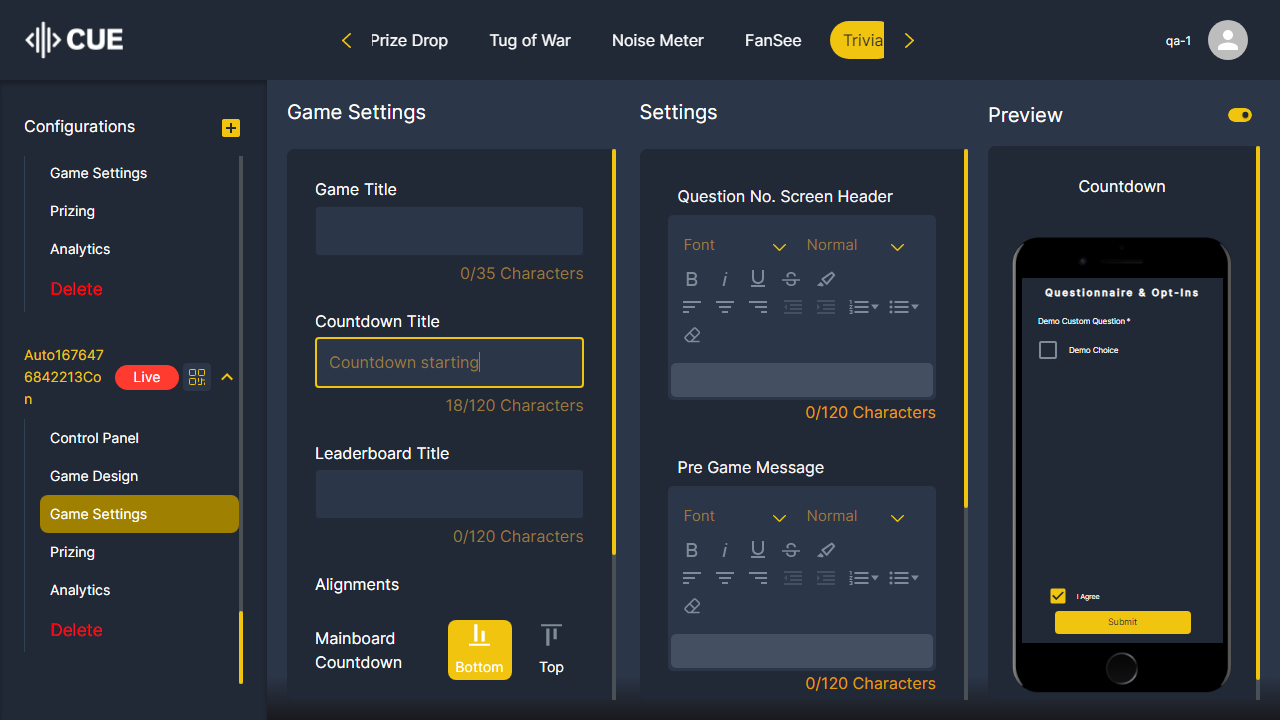 CUE
Prize Drop
Tug of War
Noise Meter
FanSee
Trivia
qa-1
Configurations
Game Settings
Prizing
Analytics
Delete
Auto167647
6842213Co
n
Live
Control Panel
Game Design
Game Settings
Prizing
Analytics
Delete
Game Settings
Game Title
0/35 Characters
Countdown Title
Countdown starting
18/120 Characters
Leaderboard Title
0/120 Characters
Alignments
Mainboard
Countdown
Bottom
Top
Settings
Question No. Screen Header
Font
Normal
0/120 Characters
Pre Game Message
Font
Normal
0/120 Characters
Preview
Countdown
Questionnaire & Opt-Ins
Demo Custom Question *
Demo Choice
I Agree
Submit